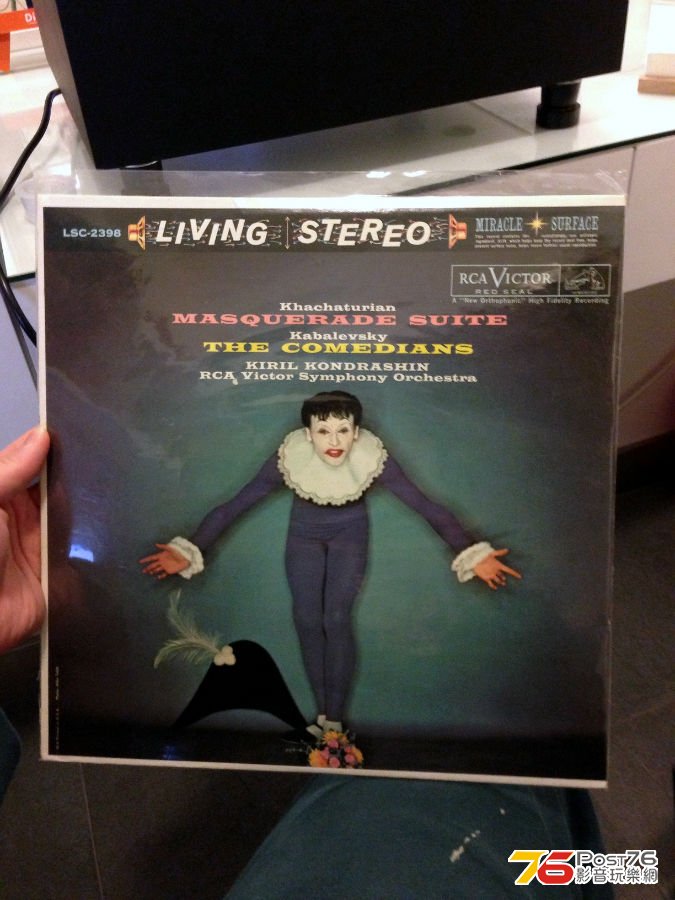 Di
LSC-2398 LIVING STEREO MIRACLE SURFACE
RCA VICTOR
RED SEAL
A "New Orthophonic" High Fidelity Recording
Khachaturian
MASQUERADE SUITE
Kabalevsky
THE COMEDIANS
KIRIL KONDRASHIN
RCA Victor Symphony Orchestra
76 Post76
影音玩樂網